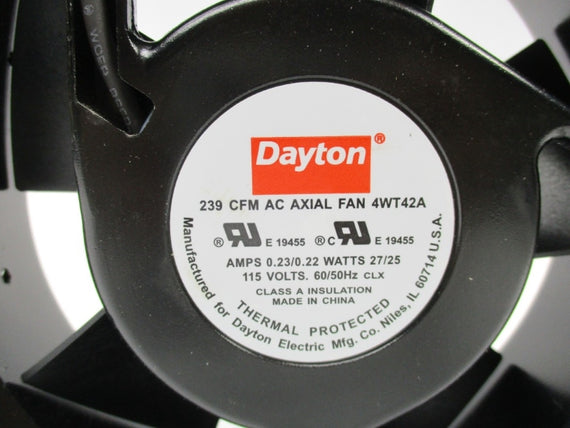 Dayton®
239 CFM AC AXIAL FAN 4WT42A
® RU E 19455 ® C RU E 19455
AMPS 0.23/0.22 WATTS 27/25
115 VOLTS. 60/50Hz CLX
CLASS A INSULATION
MADE IN CHINA
THERMAL PROTECTED
Manufactured for Dayton Electric Mfg. Co. Niles, IL 60714 U.S.A.